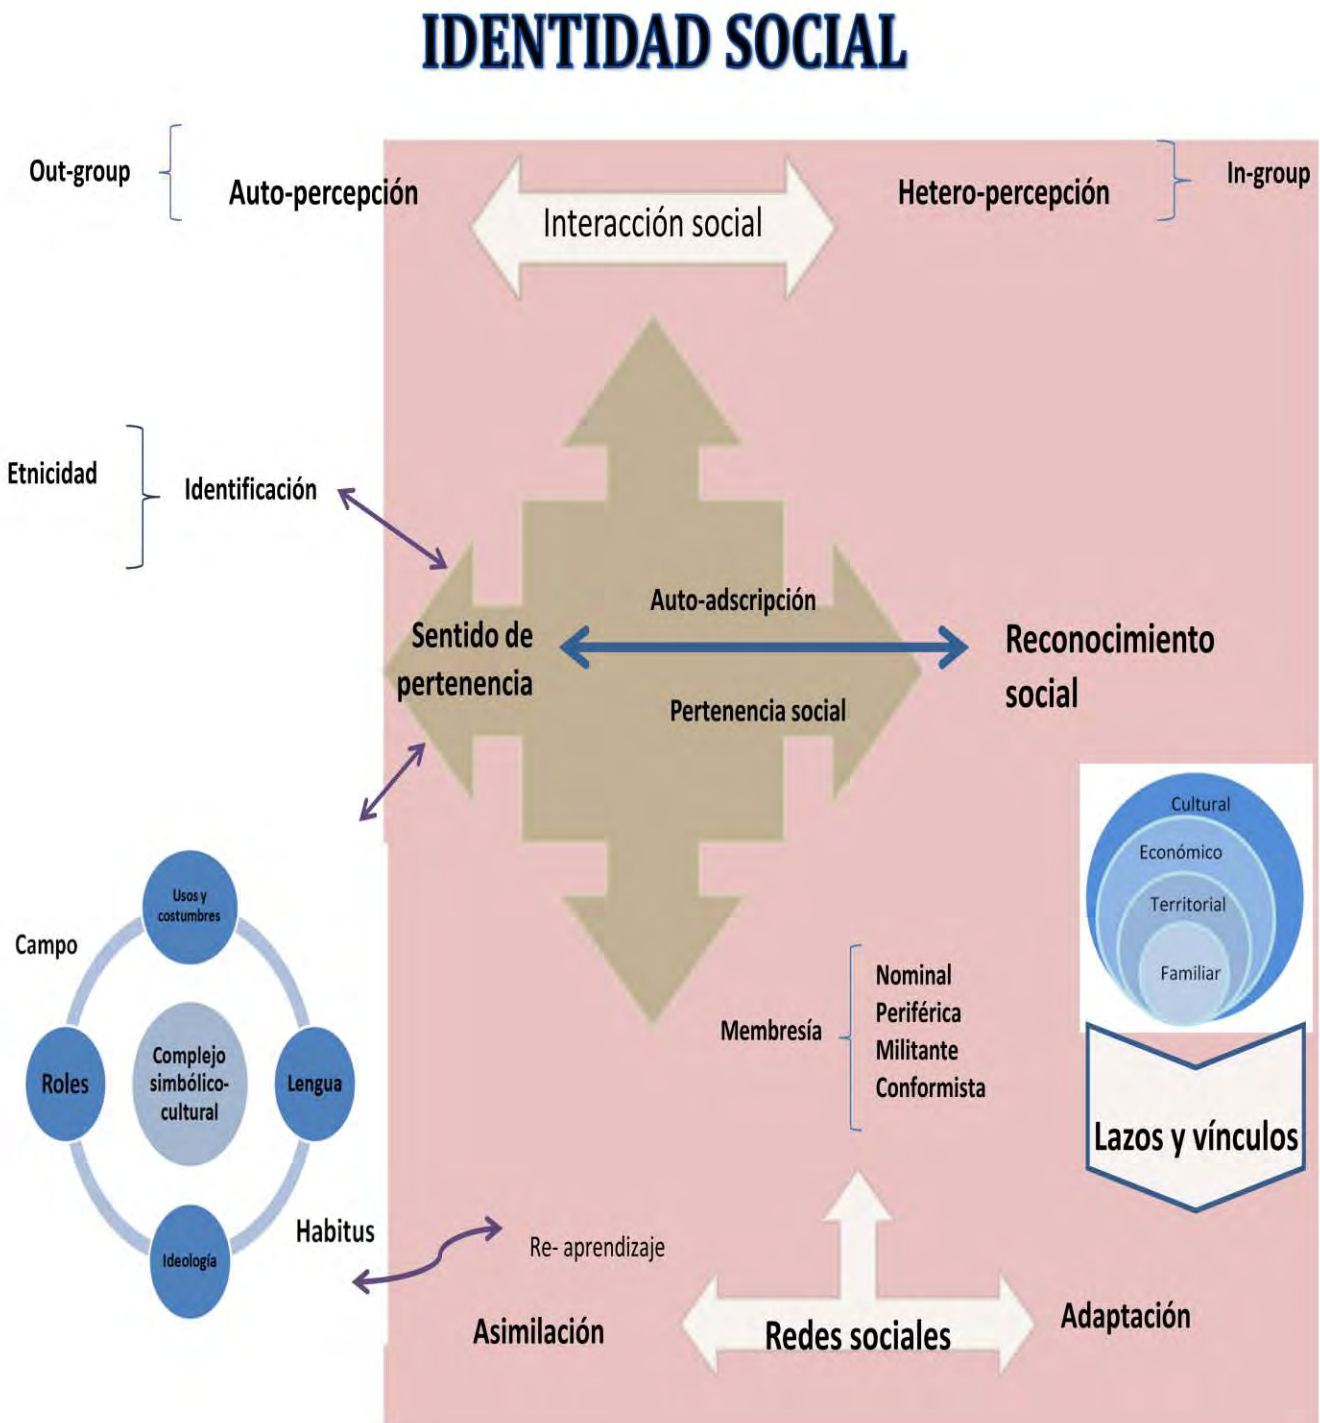 IDENTIDAD SOCIAL
Out-group
Auto-percepción
Interacción social
Hetero-percepción
In-group
Etnicidad
Identificación
Auto-adscripción
Sentido de
pertenencia
Reconocimiento
social
Pertenencia social
Cultural
Económico
Territorial
Familiar
Usos y
costumbres
Campo
Roles
Complejo
simbólico-
cultural
Lengua
Ideología
Habitus
Membresía
Nominal
Periférica
Militante
Conformista
Lazos y vínculos
Re- aprendizaje
Asimilación
Redes sociales
Adaptación